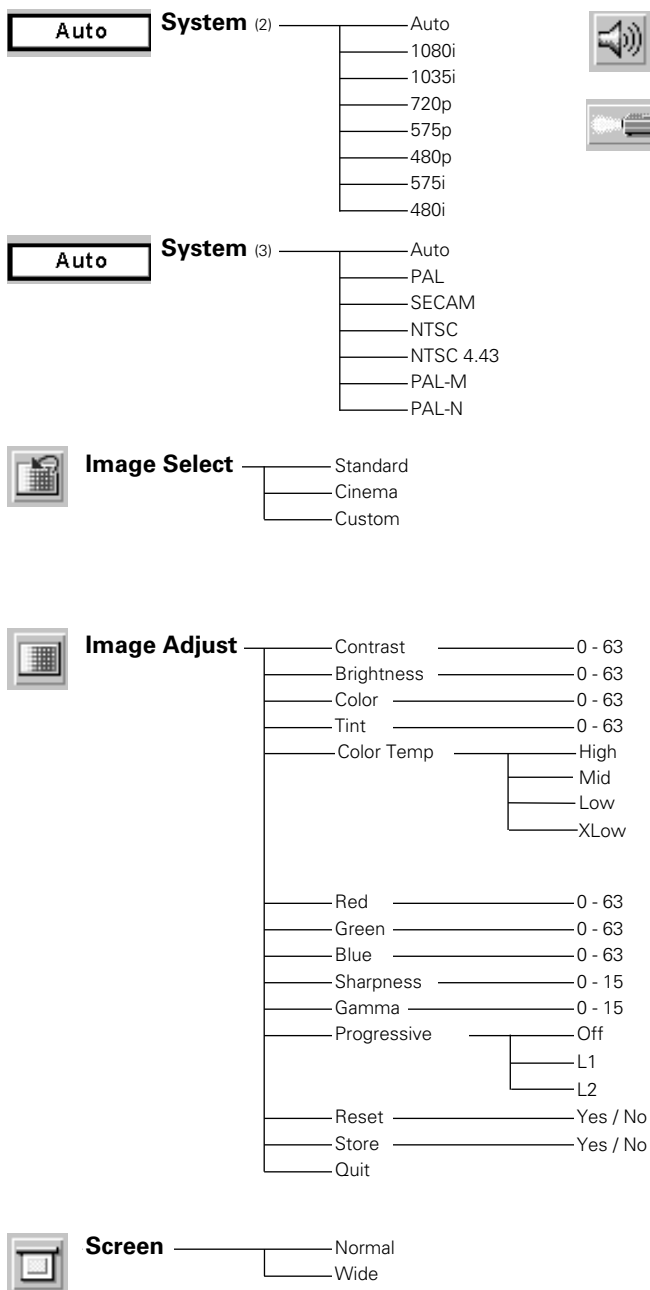 Auto System (2) Auto
1080i
1035i
720p
575p
480p
575i
480i
Auto System (3) Auto
PAL
SECAM
NTSC
NTSC 4.43
PAL-M
PAL-N
Image Select Standard
Cinema
Custom
Image Adjust Contrast 0 - 63
Brightness 0 - 63
Color 0 - 63
Tint 0 - 63
Color Temp High
Mid
Low
XLow
Red 0 - 63
Green 0 - 63
Blue 0 - 63
Sharpness 0 - 15
Gamma 0 - 15
Progressive Off
L1
L2
Reset Yes / No
Store Yes / No
Quit
Screen Normal
Wide